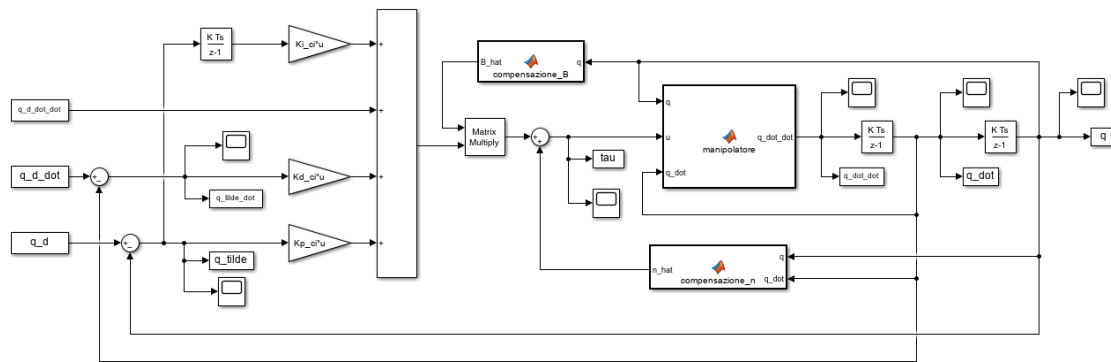 K Ts
z-1
Ki_ci*u
+
q_d_dot_dot
+
q_d_dot
+
−
q_tilde_dot
Kd_ci*u
+
q_d
+
−
q_tilde
Kp_ci*u
+
B_hat
q
compensazione_B
Matrix
Multiply
+
+
tau
q
u
q_dot
q_dot_dot
manipolatore
K Ts
z-1
q_dot_dot
K Ts
z-1
q_dot
q
n_hat
q
q_dot
compensazione_n